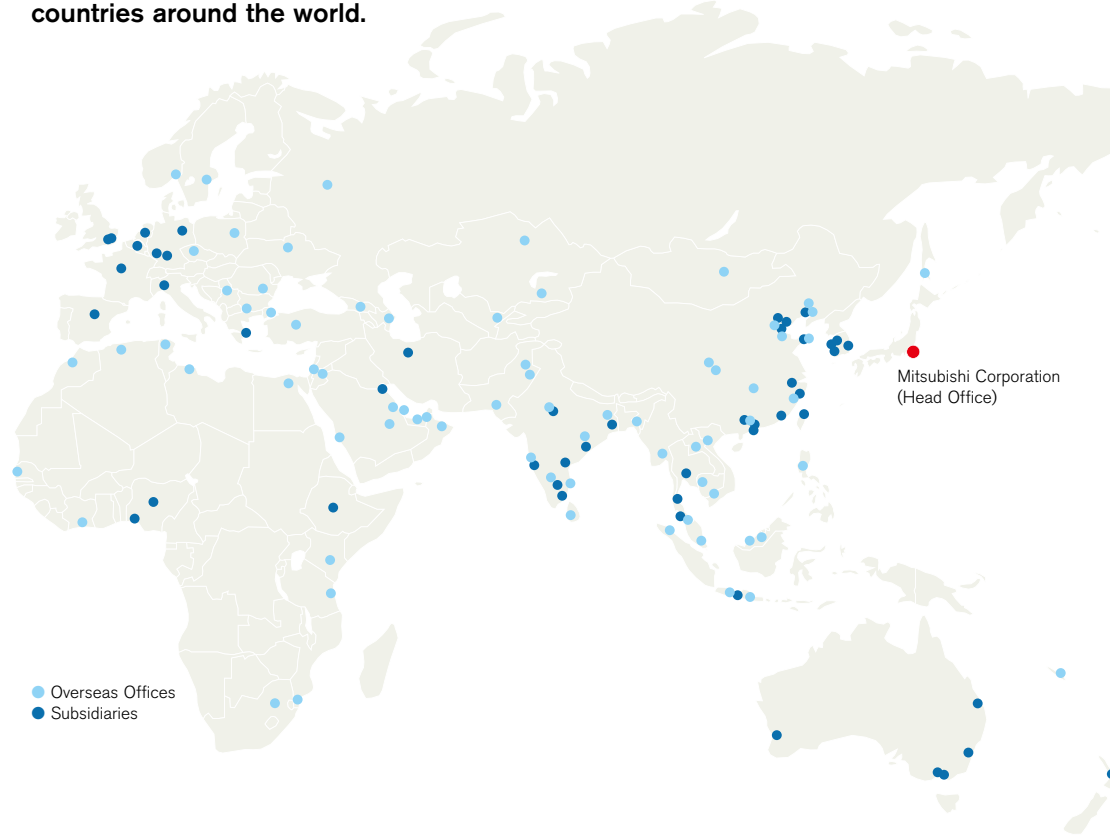 countries around the world.
Mitsubishi Corporation
(Head Office)
Overseas Offices
Subsidiaries